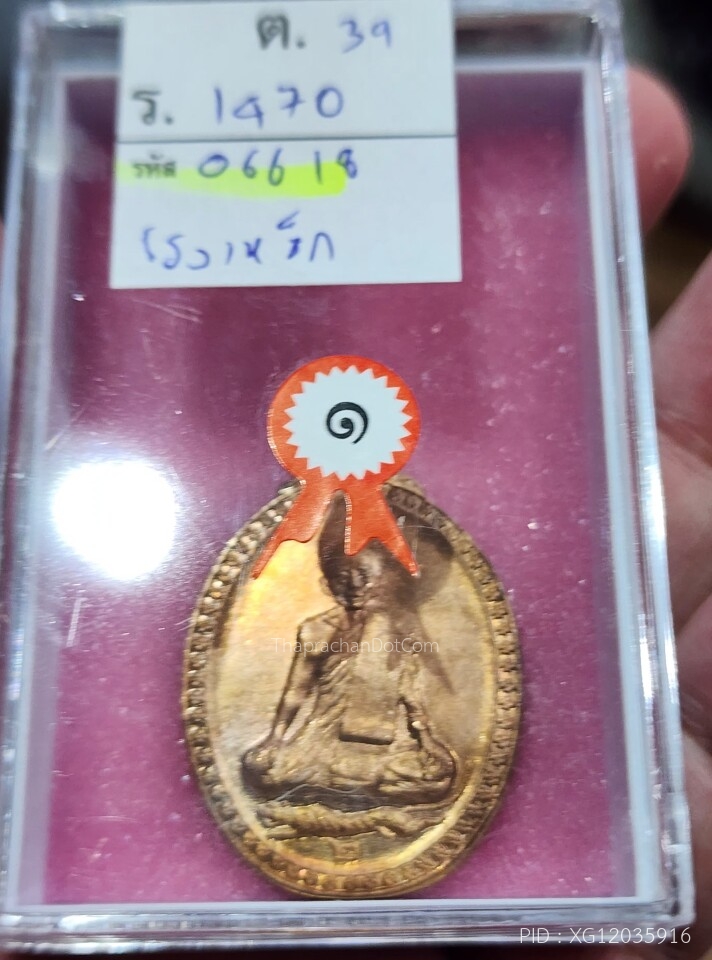 ต. 39
ร. 1470
รหัส 06618
๑
ThaprachanDotCom
PID : XG12035916